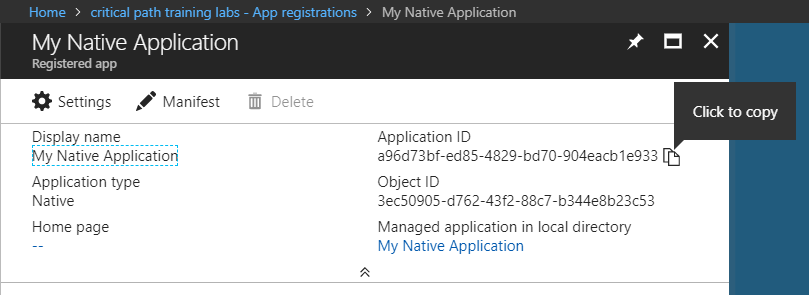 Home > critical path training labs - App registrations > My Native Application
My Native Application
Registered app
Settings Manifest Delete
Click to copy
Display name
My Native Application
Application ID
a96d73bf-ed85-4829-bd70-904eacb1e933
Application type
Native
Object ID
3ec50905-d762-43f2-88c7-b344e8b23c53
Home page
--
Managed application in local directory
My Native Application